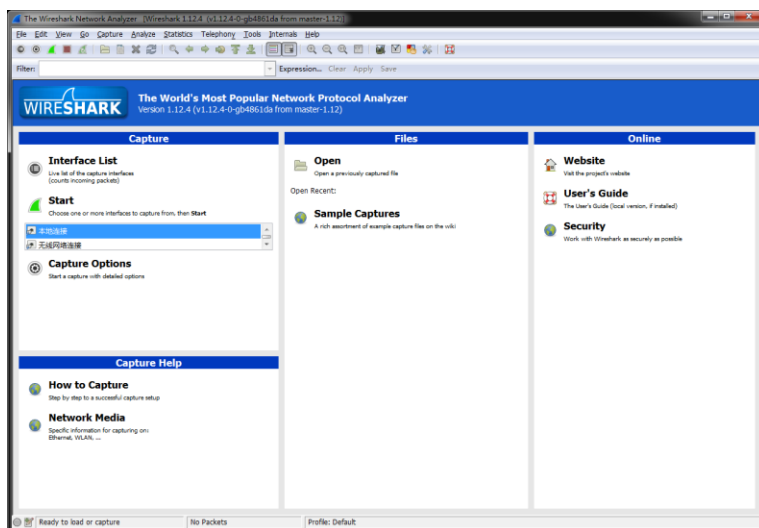 The Wireshark Network Analyzer [Wireshark 1.12.4 (v1.12.4-0-gb4861da from master-1.12)]
File Edit View Go Capture Analyze Statistics Telephony Tools Internals Help
Filter: Expression... Clear Apply Save
WIRESHARK
The World's Most Popular Network Protocol Analyzer
Version 1.12.4 (v1.12.4-0-gb4861da from master-1.12)
Capture
Interface List
Live list of the capture interfaces
(counts incoming packets)
Start
Choose one or more interfaces to capture from, then Start
本地连接
无线网络连接
Capture Options
Start a capture with detailed options
Capture Help
How to Capture
Step by step to a successful capture setup
Network Media
Specific information for capturing on:
Ethernet, WLAN, ...
Files
Open
Open a previously captured file
Open Recent:
Sample Captures
A rich assortment of example capture files on the wiki
Online
Website
Visit the project's website
User's Guide
The User's Guide (local version, if installed)
Security
Work with Wireshark as securely as possible
Ready to load or capture No Packets Profile: Default